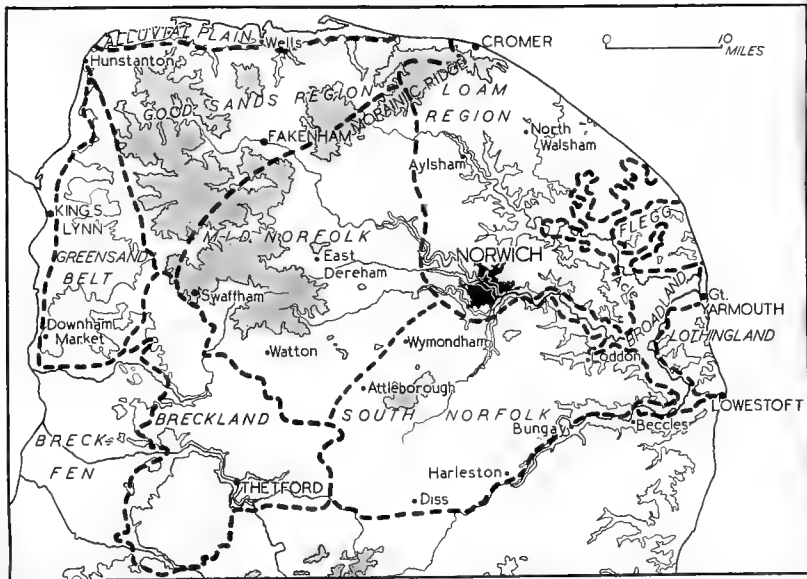 ALLUVIAL PLAIN
Wells
CROMER
0 10
MILES
Hunstanton
GOOD SANDS REGION
MORAINIC RIDGE
LOAM
REGION
FAKENHAM
North
Walsham
Aylsham
KING'S
LYNN
GREENSAND
BELT
MID NORFOLK
East
Dereham
NORWICH
FLEGG
Swaffham
BROADLAND
Gt.
YARMOUTH
LOTHINGLAND
Downham
Market
Watton
Wymondham
Loddon
Attleborough
BRECKLAND
SOUTH NORFOLK
LOWESTOFT
Bungay
Beccles
BRECK
FEN
THETFORD
Harleston
Diss